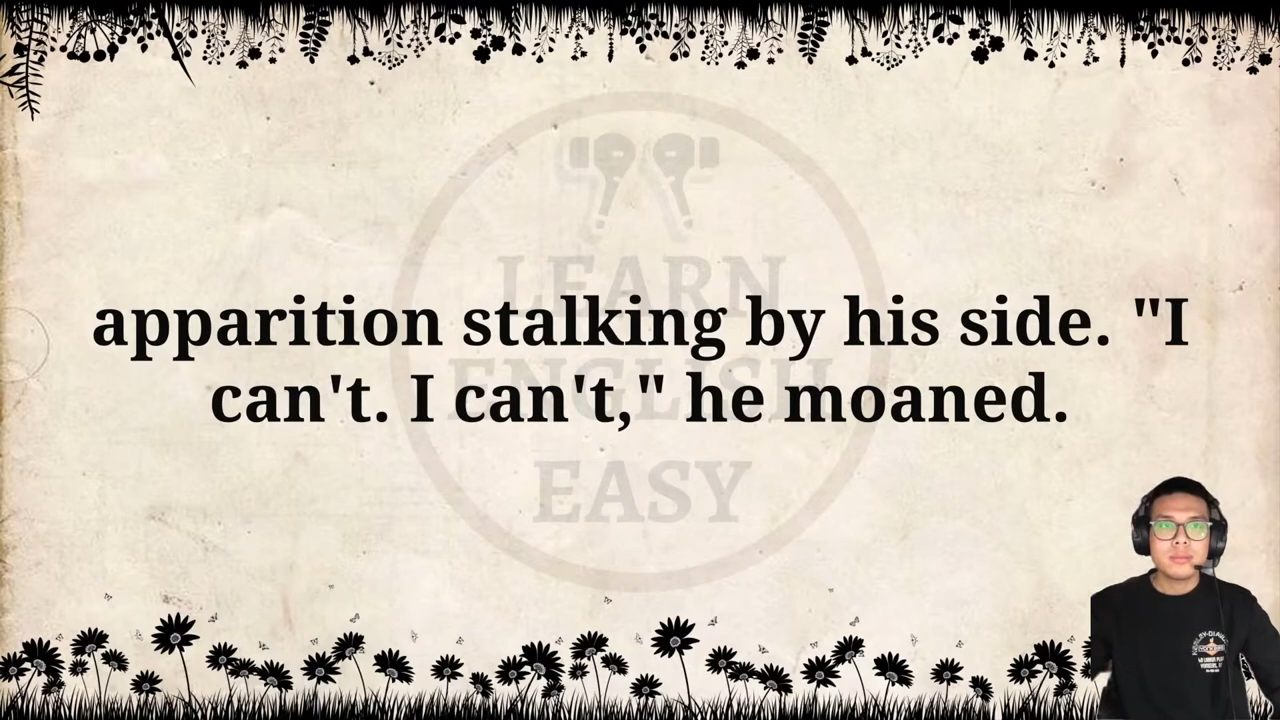 LEARN
apparition stalking by his side. "I
ENGLISH
can't. I can't," he moaned.
EASY